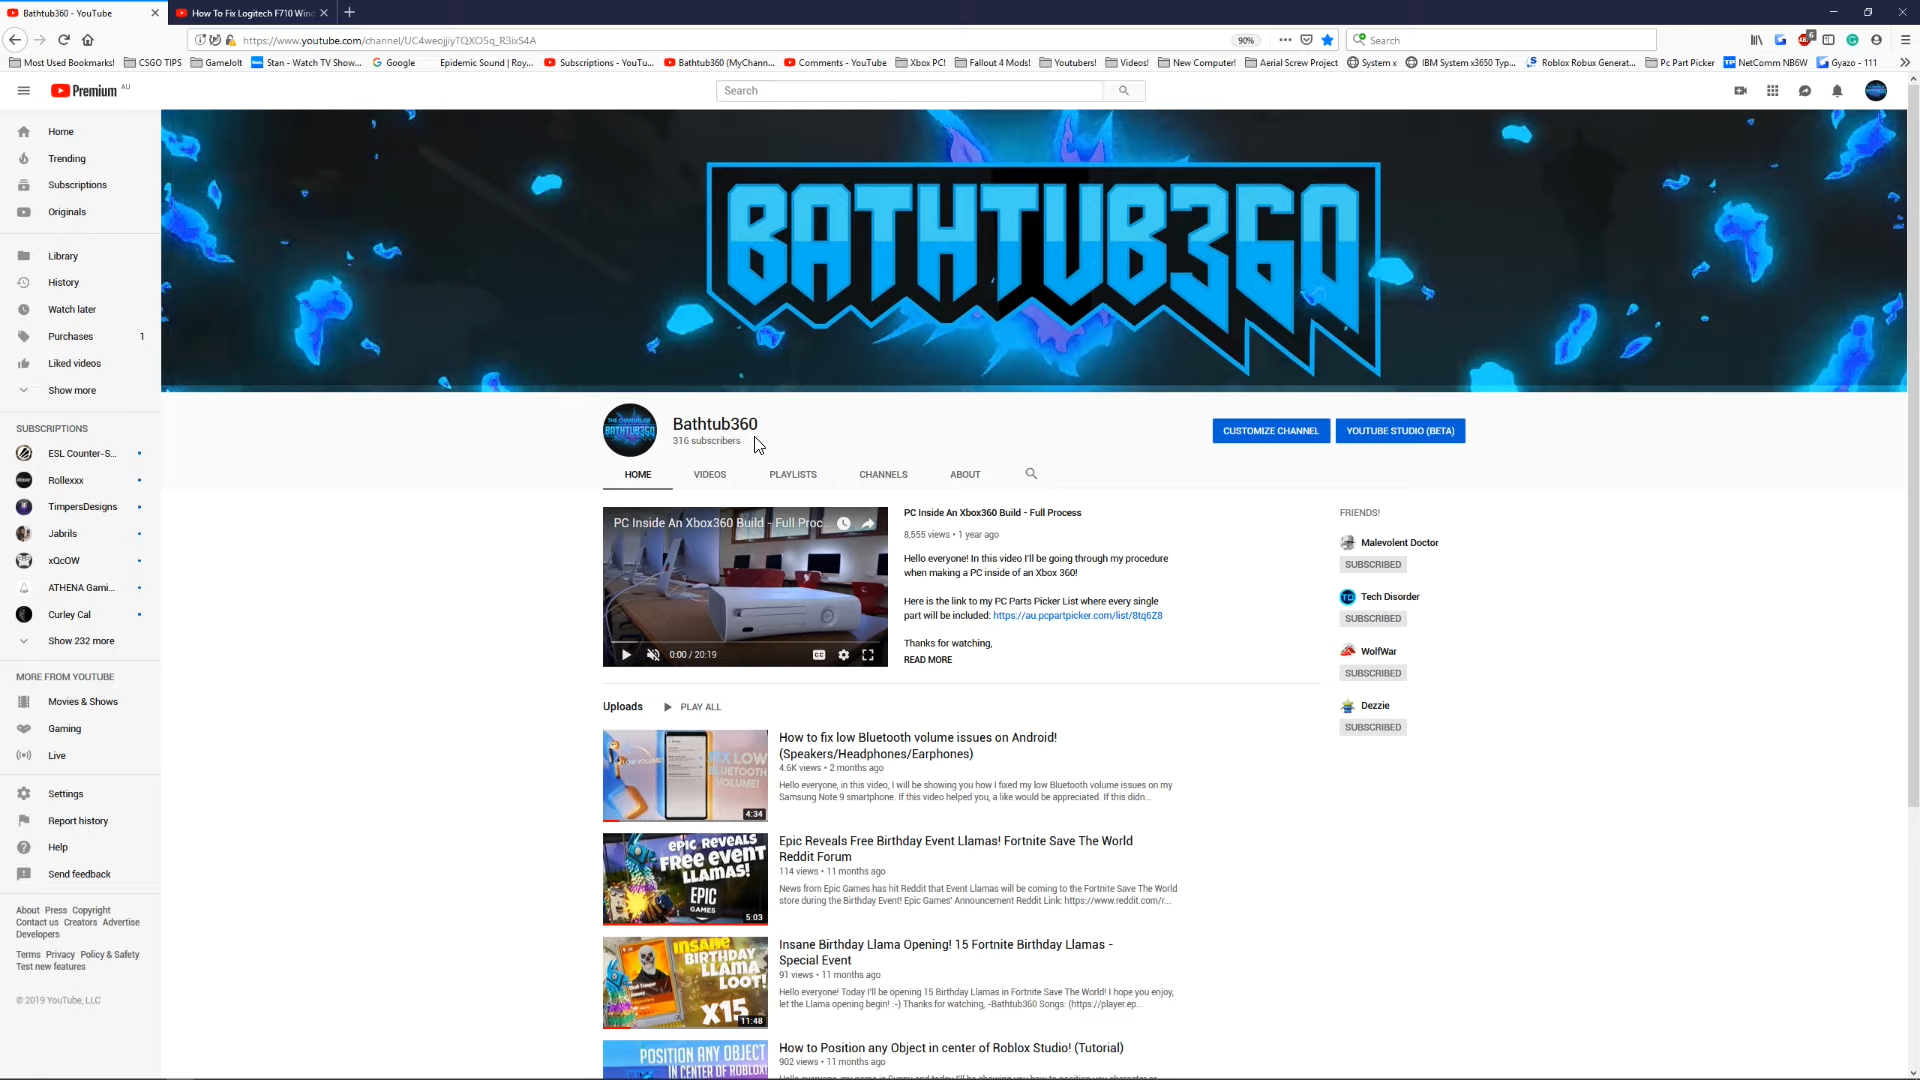 Bathtub360 - YouTube
How To Fix Logitech F710 Wind
https://www.youtube.com/channel/UC4weojjiyTQXO5q_R3ixS4A
90%
Search
Most Used Bookmarks!
CSGO TIPS
GameJolt
Stan - Watch TV Show...
Google
Epidemic Sound | Roy...
Subscriptions - YouTu...
Bathtub360 (MyChann...
Comments - YouTube
Xbox PC!
Fallout 4 Mods!
Youtubers!
Videos!
New Computer!
Aerial Screw Project
System x
IBM System x3650 Typ...
Roblox Robux Generat...
Pc Part Picker
NetComm NB6W
Gyazo - 111
Premium AU
Search
BATHTUB360
Home
Trending
Subscriptions
Originals
Library
History
Watch later
Purchases 1
Liked videos
Show more
SUBSCRIPTIONS
ESL Counter-S...
Rollexxx
TimpersDesigns
Jabrils
xQcOW
ATHENA Gami...
Curley Cal
Show 232 more
MORE FROM YOUTUBE
Movies & Shows
Gaming
Live
Settings
Report history
Help
Send feedback
About Press Copyright
Contact us Creators Advertise
Developers
Terms Privacy Policy & Safety
Test new features
© 2019 YouTube, LLC
THE CHANNEL OF
BATHTUB360
Bathtub360
316 subscribers
CUSTOMIZE CHANNEL
YOUTUBE STUDIO (BETA)
HOME
VIDEOS
PLAYLISTS
CHANNELS
ABOUT
PC Inside An Xbox360 Build - Full Proc...
0:00 / 20:19
PC Inside An Xbox360 Build - Full Process
8,555 views • 1 year ago
Hello everyone! In this video I'll be going through my procedure
when making a PC inside of an Xbox 360!
Here is the link to my PC Parts Picker List where every single
part will be included: https://au.pcpartpicker.com/list/8tq6Z8
Thanks for watching,
READ MORE
FRIENDS!
Malevolent Doctor
SUBSCRIBED
Tech Disorder
SUBSCRIBED
WolfWar
SUBSCRIBED
Dezzie
SUBSCRIBED
Uploads
PLAY ALL
LOW VOLUME!
FIX LOW
BLUETOOTH
VOLUME!
4:34
How to fix low Bluetooth volume issues on Android!
(Speakers/Headphones/Earphones)
4.6K views • 2 months ago
Hello everyone, in this video, I will be showing you how I fixed my low Bluetooth volume issues on my
Samsung Note 9 smartphone. If this video helped you, a like would be appreciated. If this didn...
EPIC REVEALS
FREE EVENT
LLAMAS!
EPIC
GAMES
5:03
Epic Reveals Free Birthday Event Llamas! Fortnite Save The World
Reddit Forum
114 views • 11 months ago
News from Epic Games has hit Reddit that Event Llamas will be coming to the Fortnite Save The World
store during the Birthday Event! Epic Games' Announcement Reddit Link: https://www.reddit.com/r...
INSANE
BIRTHDAY
LLAMA
LOOT!
X15
11:48
Insane Birthday Llama Opening! 15 Fortnite Birthday Llamas -
Special Event
91 views • 11 months ago
Hello everyone! Today I'll be opening 15 Birthday Llamas in Fortnite Save The World! I hope you enjoy,
let the Llama opening begin! :-) Thanks for watching, -Bathtub360 Songs: (https://player.ep...
POSITION ANY OBJECT
IN CENTER OF ROBLOX
How to Position any Object in center of Roblox Studio! (Tutorial)
902 views • 11 months ago